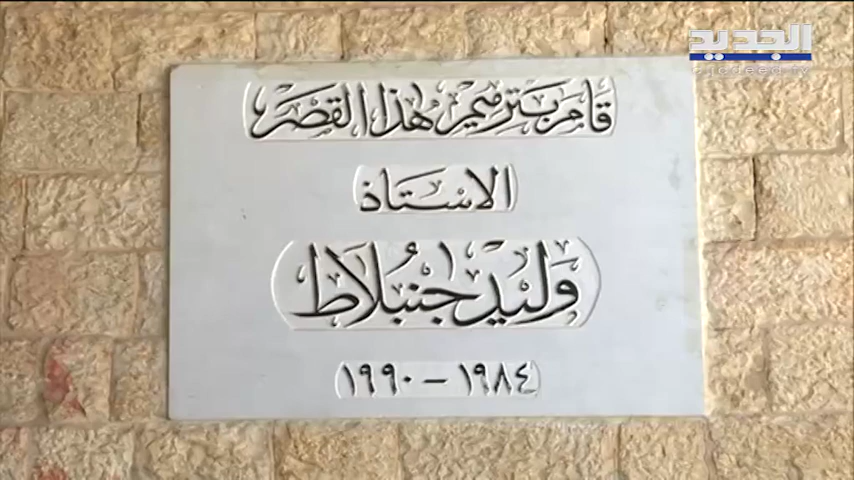 الجديد
aljadeed.tv
قام بترميم هذا القصر
الاستاذ
وليد جنبلاط
١٩٨٤ - ١٩٩٠